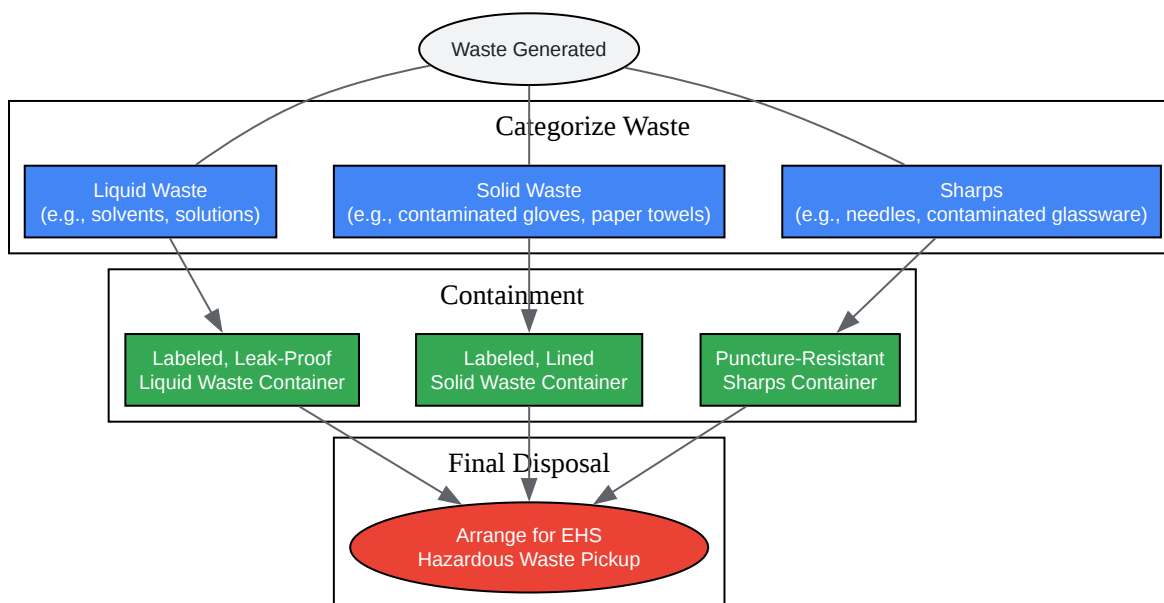 Waste Generated
Categorize Waste
Liquid Waste
(e.g., solvents, solutions)
Solid Waste
(e.g., contaminated gloves, paper towels)
Sharps
(e.g., needles, contaminated glassware)
Containment
Labeled, Leak-Proof
Liquid Waste Container
Labeled, Lined
Solid Waste Container
Puncture-Resistant
Sharps Container
Final Disposal
Arrange for EHS
Hazardous Waste Pickup